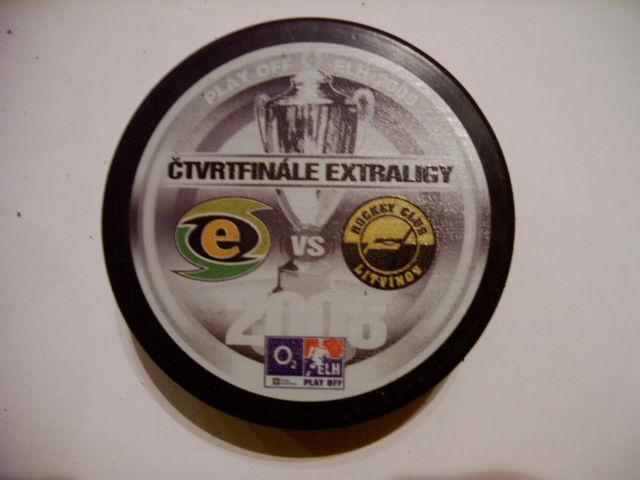 PLAY OFF ELH 2008
ČTVRTFINÁLE EXTRALIGY
e VS HOCKEY CLUB LITVÍNOV
2008
O2 ELH
PLAY OFF